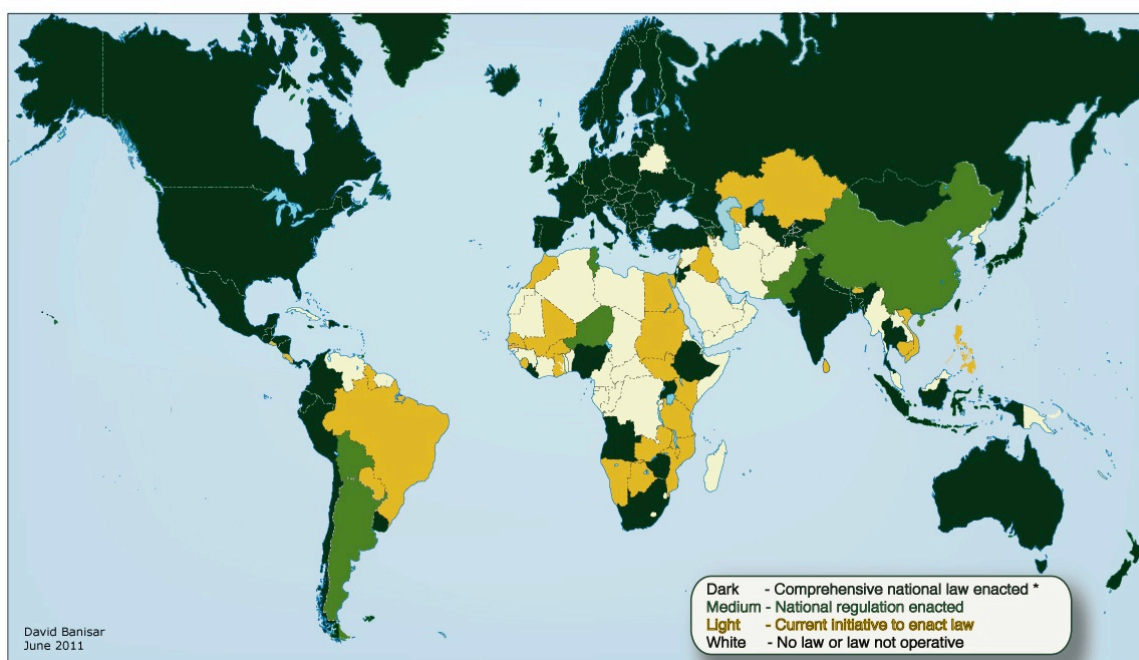 Dark - Comprehensive national law enacted *
Medium - National regulation enacted
Light - Current initiative to enact law
White - No law or law not operative
David Banisar
June 2011